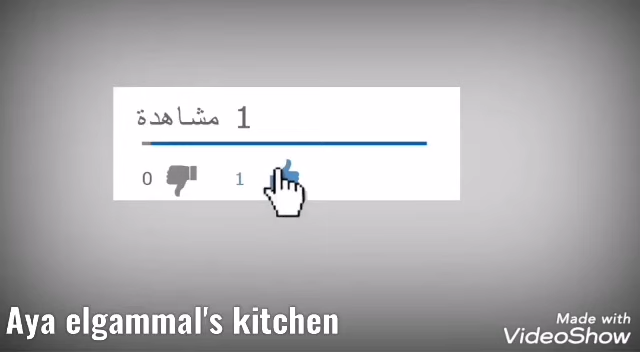 1 مشاهدة
0 1
Aya elgammal's kitchen
Made with
VideoShow